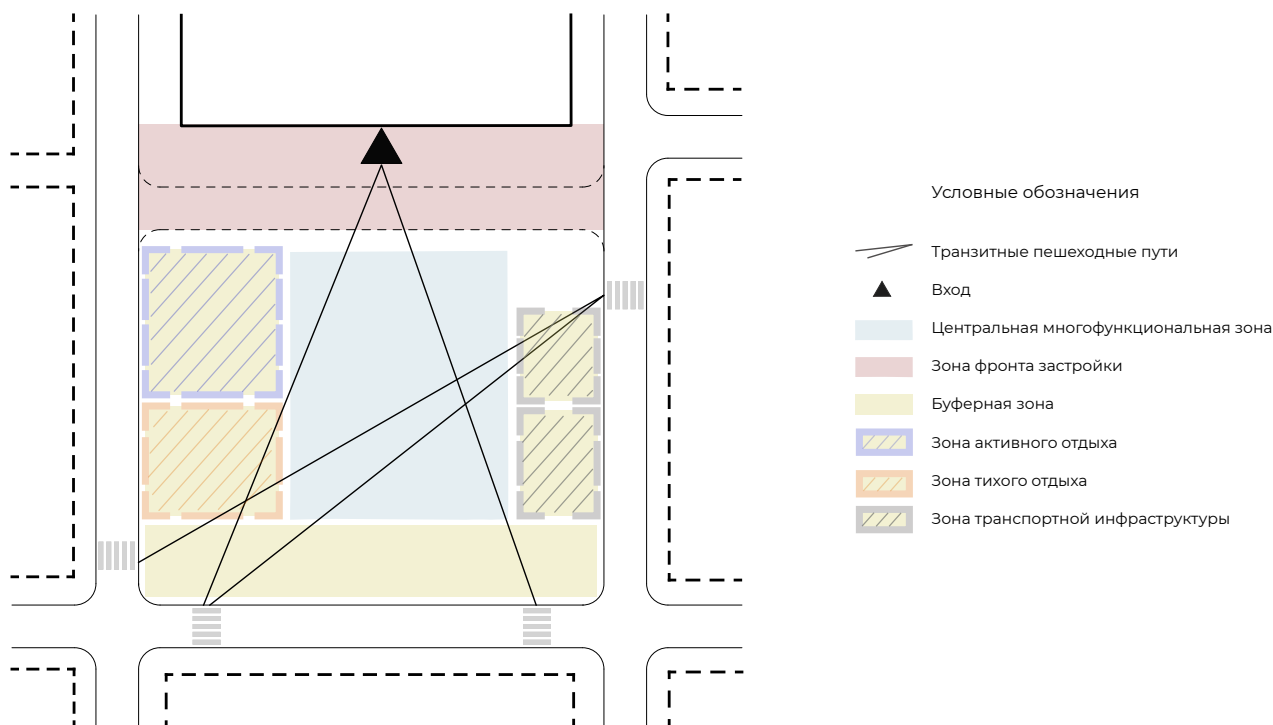 Условные обозначения
Транзитные пешеходные пути
Вход
Центральная многофункциональная зона
Зона фронта застройки
Буферная зона
Зона активного отдыха
Зона тихого отдыха
Зона транспортной инфраструктуры